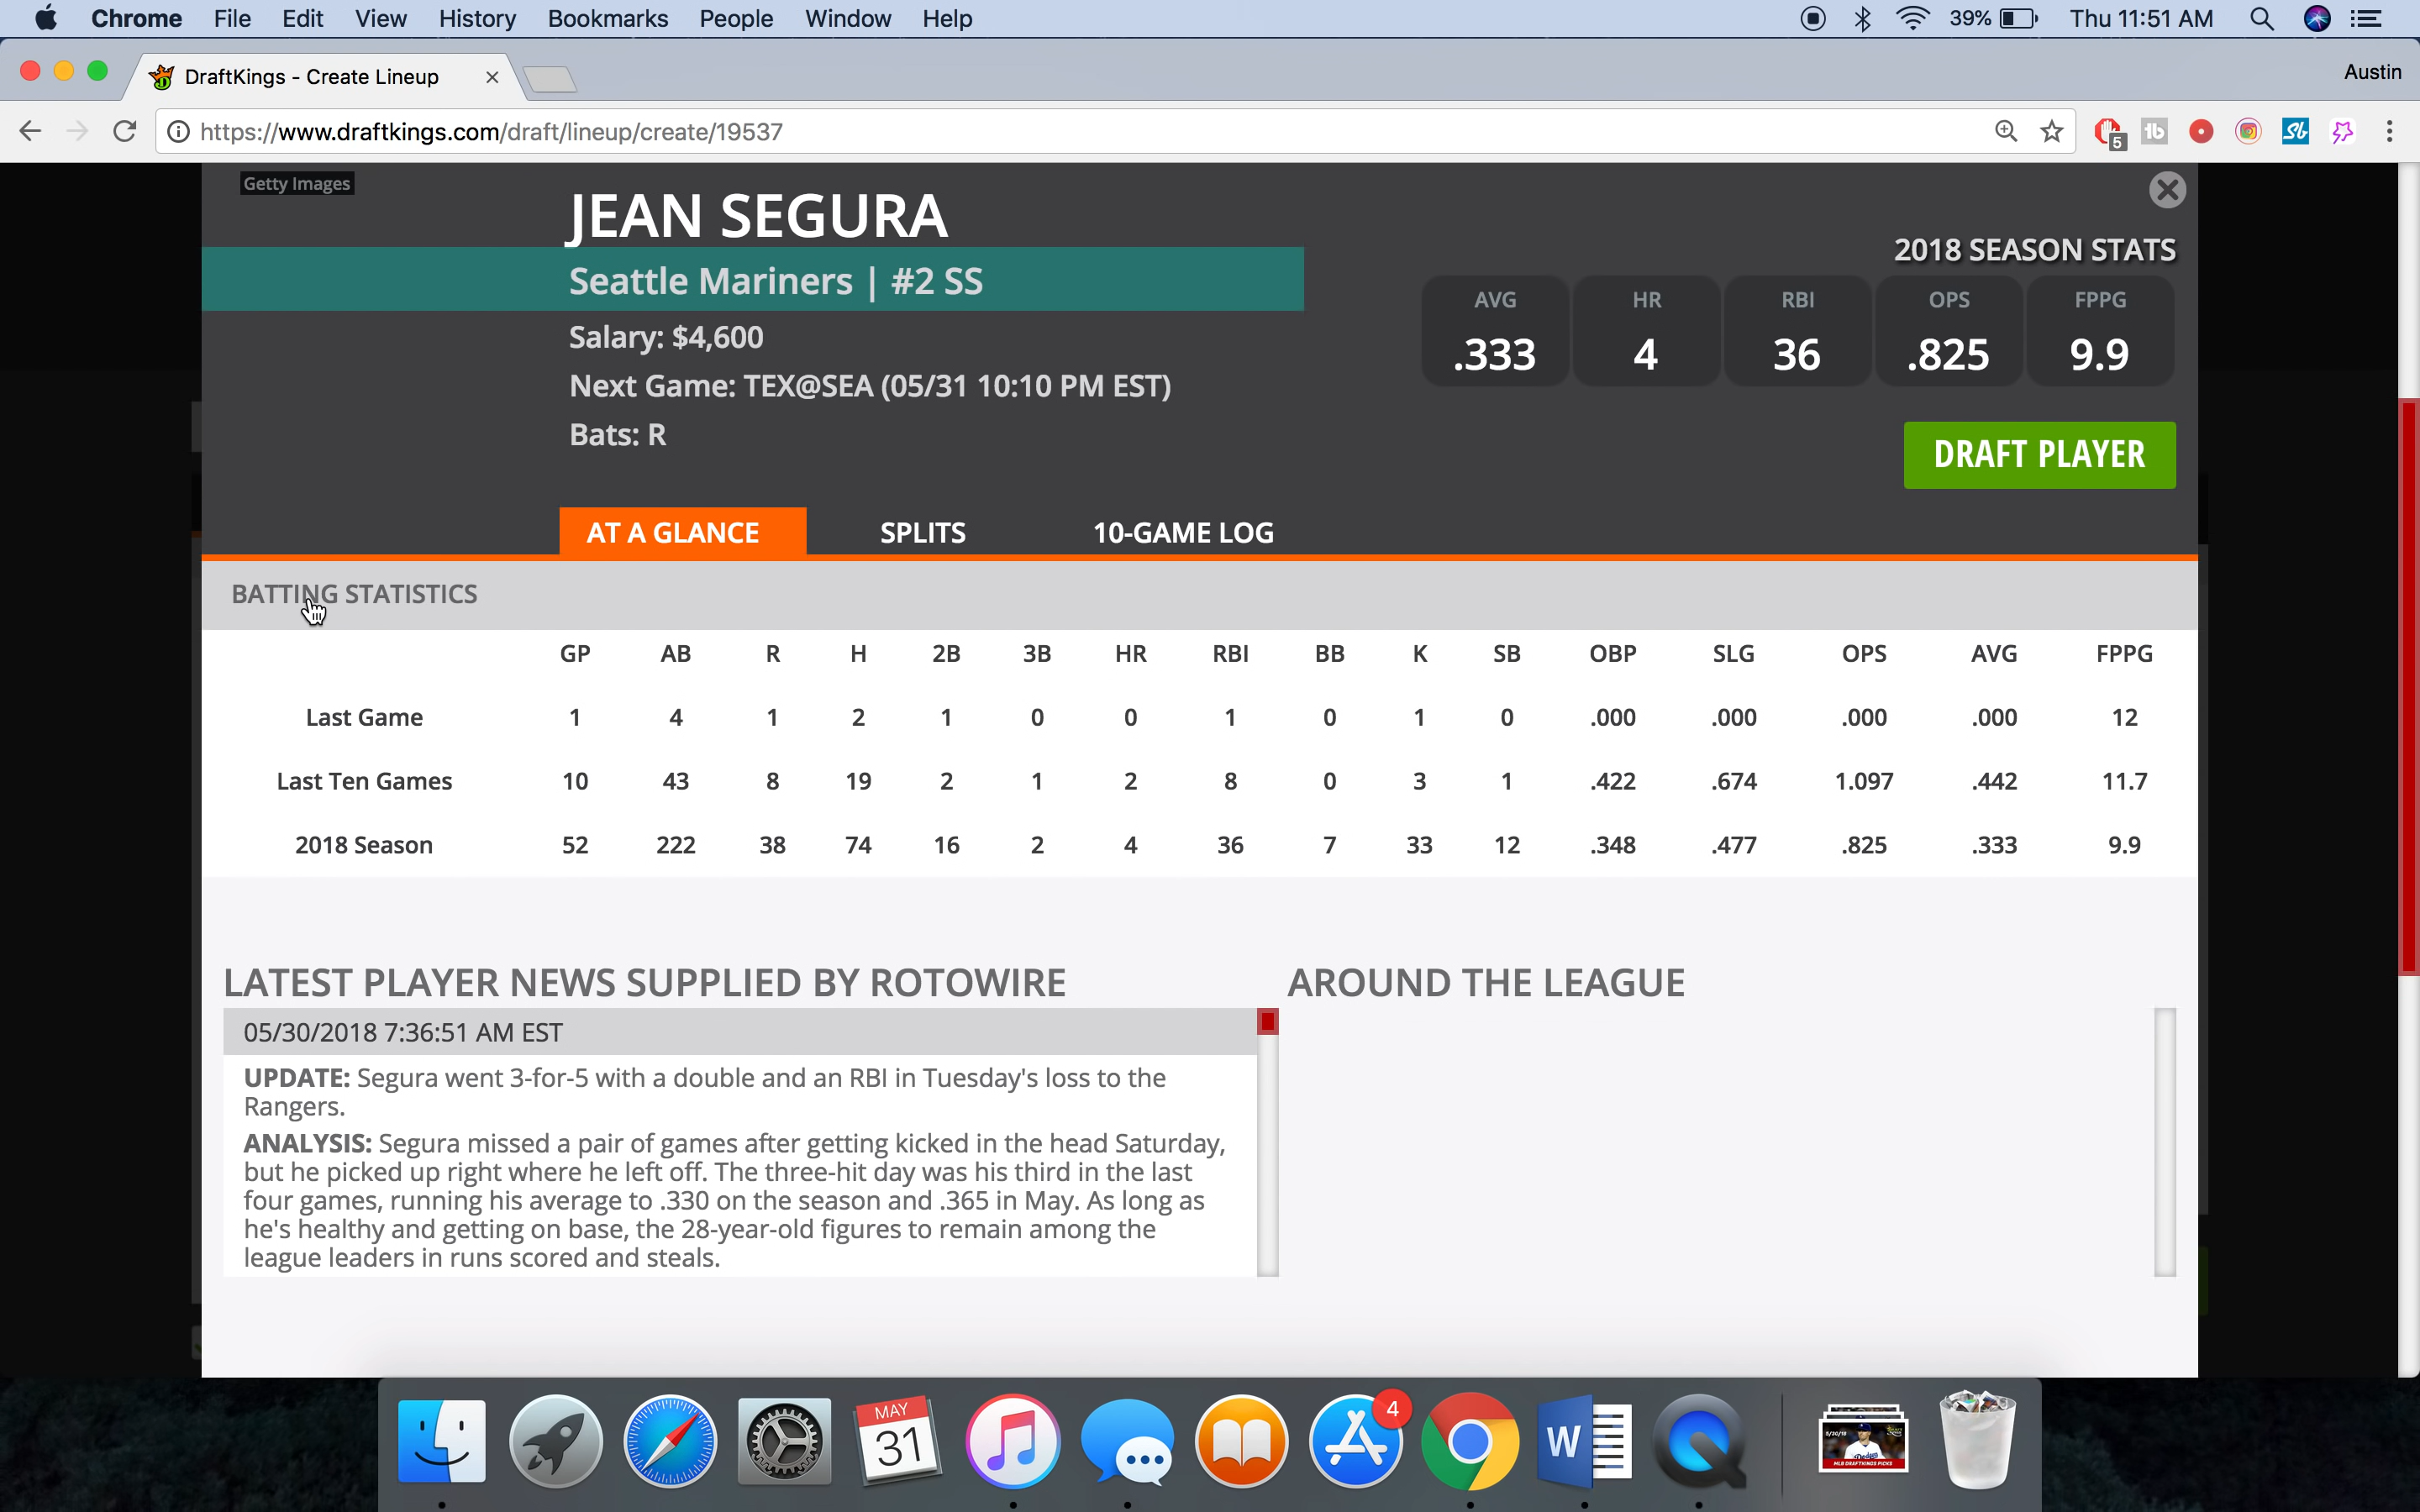 Chrome File Edit View History Bookmarks People Window Help 39% Thu 11:51 AM
DraftKings - Create Lineup Austin
https://www.draftkings.com/draft/lineup/create/19537 5 tb Sb
Getty Images
JEAN SEGURA
Seattle Mariners | #2 SS
Salary: $4,600
Next Game: TEX@SEA (05/31 10:10 PM EST)
Bats: R
2018 SEASON STATS
AVG HR RBI OPS FPPG
.333 4 36 .825 9.9
DRAFT PLAYER
AT A GLANCE SPLITS 10-GAME LOG
BATTING STATISTICS
GP AB R H 2B 3B HR RBI BB K SB OBP SLG OPS AVG FPPG
Last Game 1 4 1 2 1 0 0 1 0 1 0 .000 .000 .000 .000 12
Last Ten Games 10 43 8 19 2 1 2 8 0 3 1 .422 .674 1.097 .442 11.7
2018 Season 52 222 38 74 16 2 4 36 7 33 12 .348 .477 .825 .333 9.9
LATEST PLAYER NEWS SUPPLIED BY ROTOWIRE
05/30/2018 7:36:51 AM EST
UPDATE: Segura went 3-for-5 with a double and an RBI in Tuesday's loss to the
Rangers.
ANALYSIS: Segura missed a pair of games after getting kicked in the head Saturday,
but he picked up right where he left off. The three-hit day was his third in the last
four games, running his average to .330 on the season and .365 in May. As long as
he's healthy and getting on base, the 28-year-old figures to remain among the
league leaders in runs scored and steals.
AROUND THE LEAGUE
MAY
31
4
W
5/30/18
Dodgers
MLB DRAFTKINGS PICKS